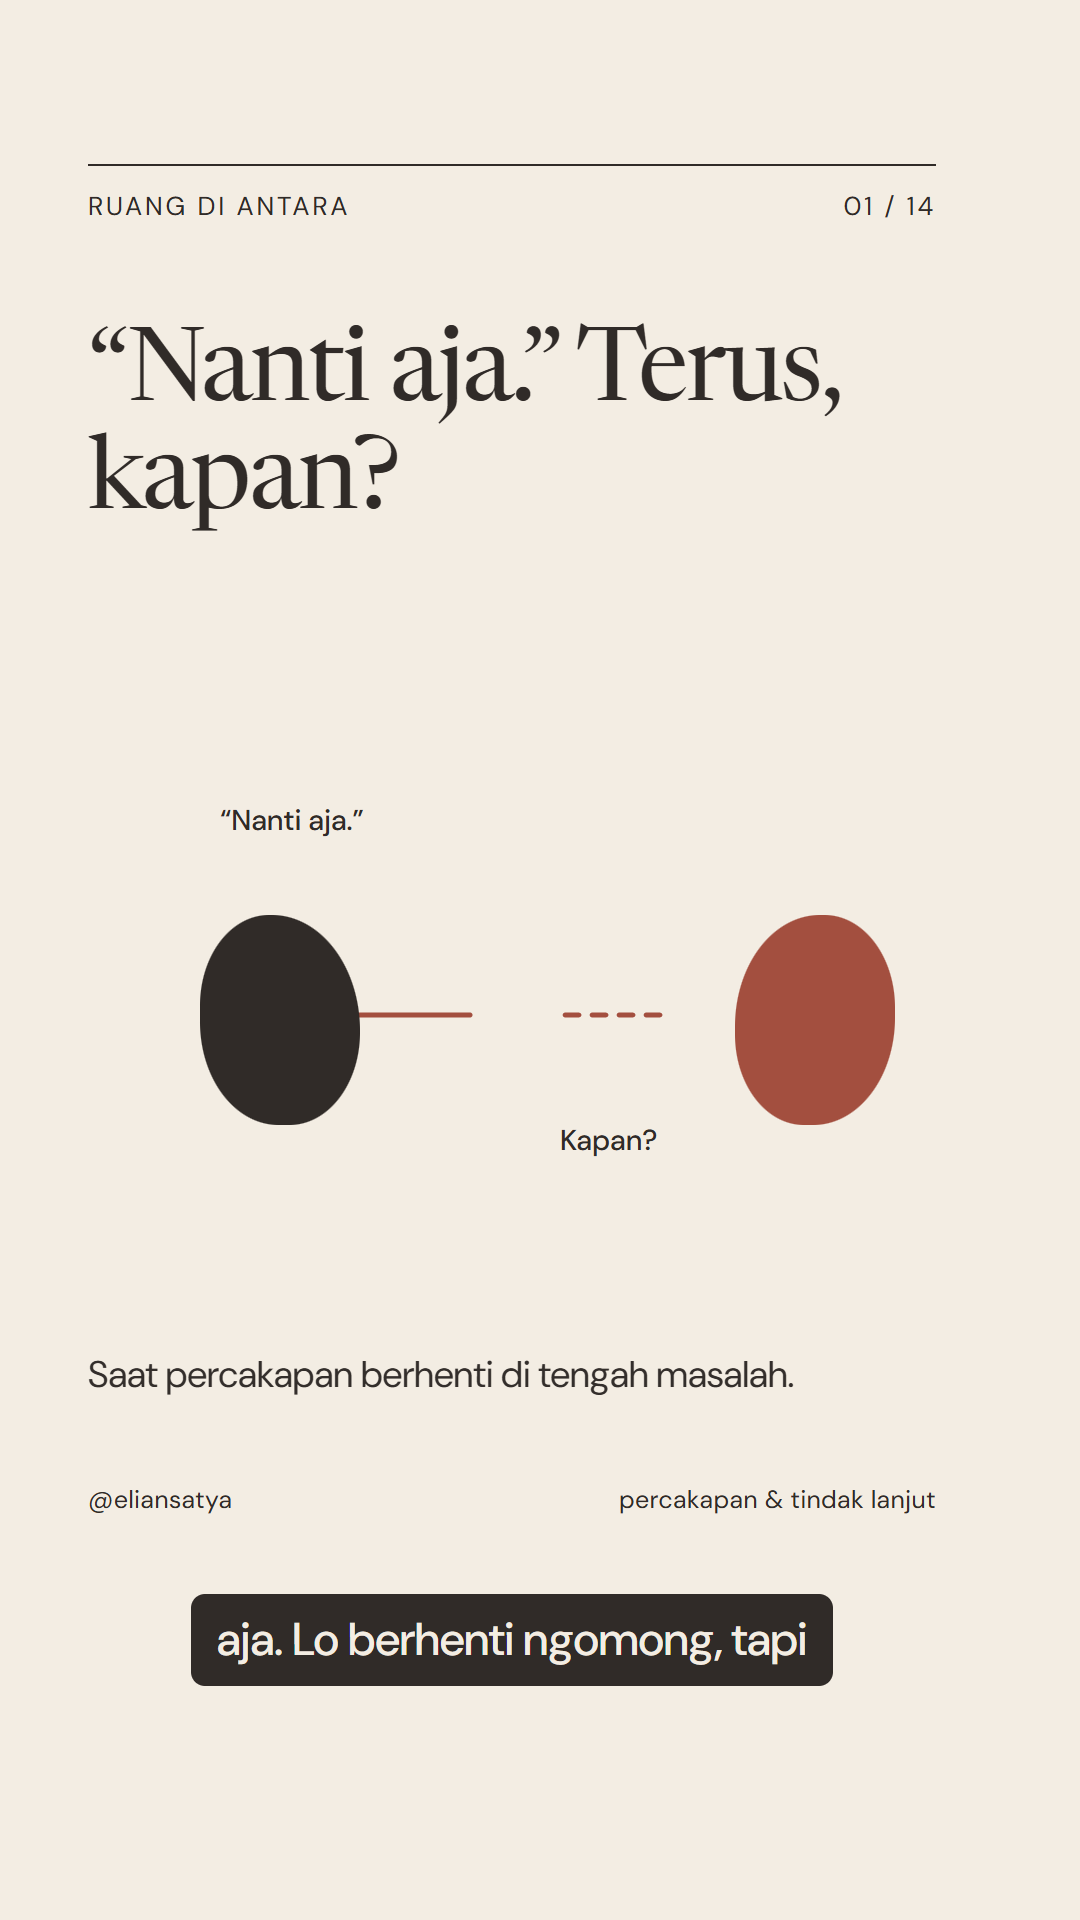 RUANG DI ANTARA
01 / 14
“Nanti aja.” Terus,
kapan?
“Nanti aja.”
Kapan?
Saat percakapan berhenti di tengah masalah.
@eliansatya
percakapan & tindak lanjut
aja. Lo berhenti ngomong, tapi